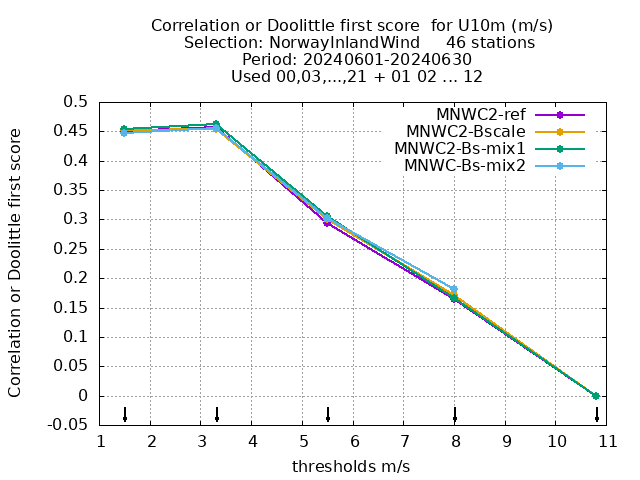 Correlation or Doolittle first score  for U10m (m/s)
Selection: NorwayInlandWind     46 stations
Period: 20240601-20240630
Used 00,03,...,21 + 01 02 ... 12
Correlation or Doolittle first score
0.5
0.45
0.4
0.35
0.3
0.25
0.2
0.15
0.1
0.05
0
-0.05
MNWC2-ref
MNWC2-Bscale
MNWC2-Bs-mix1
MNWC-Bs-mix2
1 2 3 4 5 6 7 8 9 10 11
thresholds m/s